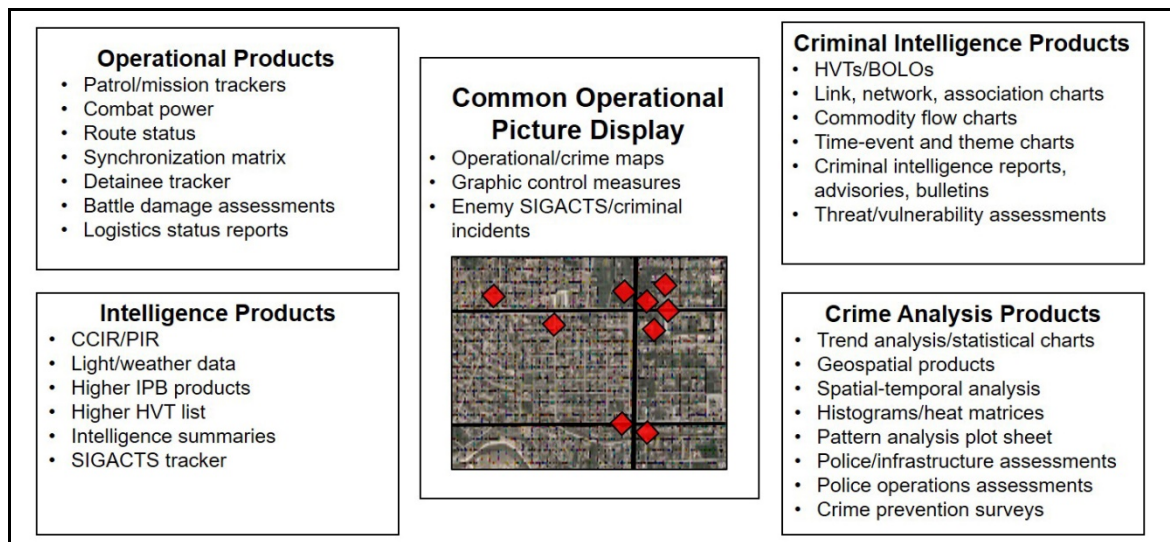 Operational Products
• Patrol/mission trackers
• Combat power
• Route status
• Synchronization matrix
• Detainee tracker
• Battle damage assessments
• Logistics status reports
Intelligence Products
• CCIR/PIR
• Light/weather data
• Higher IPB products
• Higher HVT list
• Intelligence summaries
• SIGACTS tracker
Common Operational
Picture Display
• Operational/crime maps
• Graphic control measures
• Enemy SIGACTS/criminal
incidents
Criminal Intelligence Products
• HVTs/BOLOs
• Link, network, association charts
• Commodity flow charts
• Time-event and theme charts
• Criminal intelligence reports,
advisories, bulletins
• Threat/vulnerability assessments
Crime Analysis Products
• Trend analysis/statistical charts
• Geospatial products
• Spatial-temporal analysis
• Histograms/heat matrices
• Pattern analysis plot sheet
• Police/infrastructure assessments
• Police operations assessments
• Crime prevention surveys